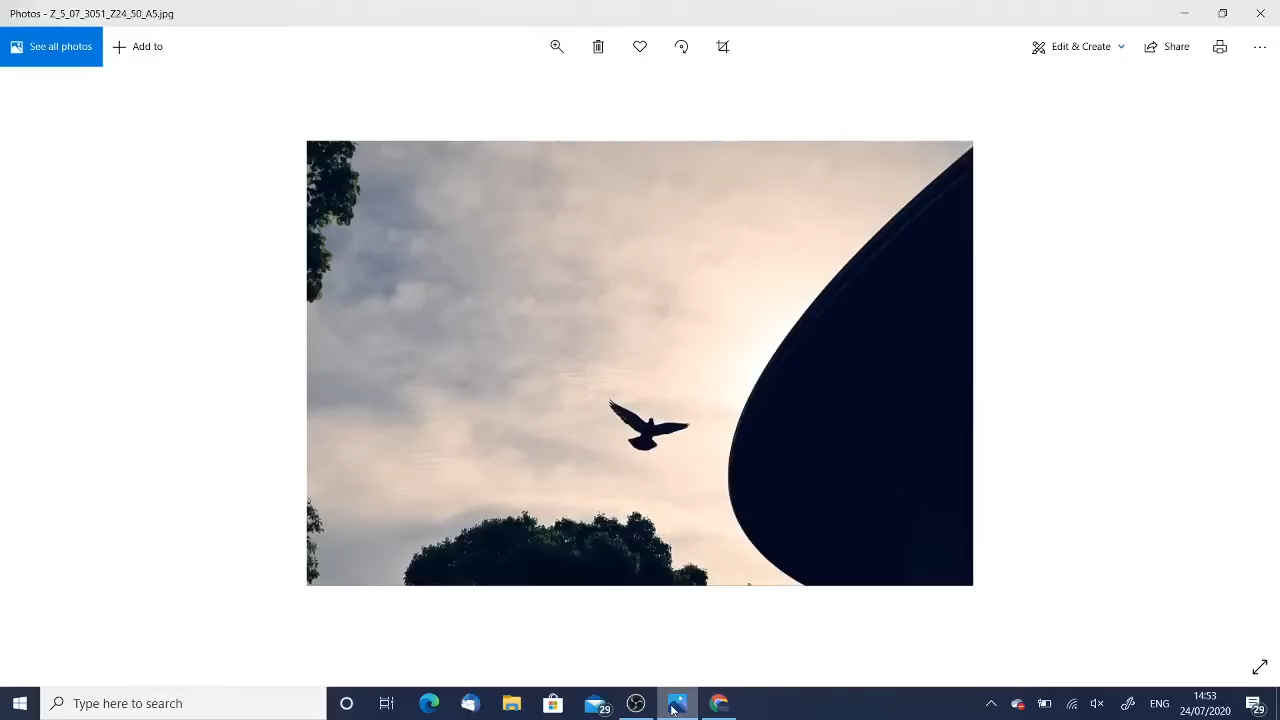 Photos - Z_5_07_3051_Z24_50_A5.jpg
See all photos
Add to
Edit & Create
Share
Type here to search
29
ENG
14:53
24/07/2020
29